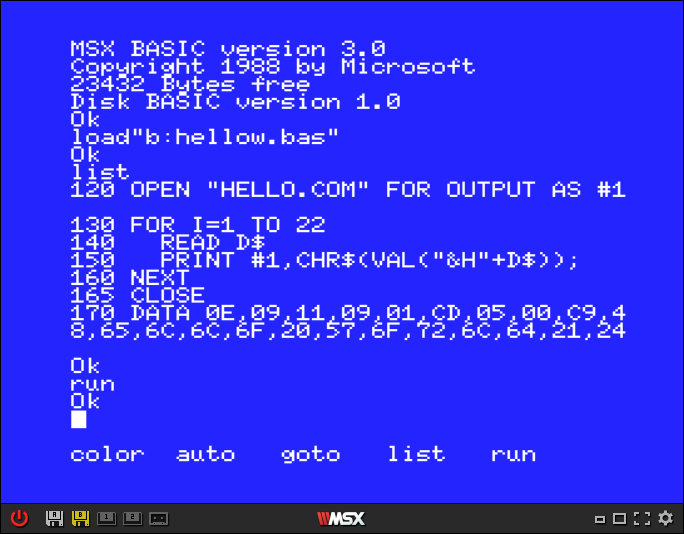 MSX BASIC version 3.0
Copyright 1988 by Microsoft
23432 Bytes free
Disk BASIC version 1.0
Ok
load"b:hellow.bas"
Ok
list
120 OPEN "HELLO.COM" FOR OUTPUT AS #1
130 FOR I=1 TO 22
140   READ D$
150   PRINT #1,CHR$(VAL("&H"+D$));
160 NEXT
165 CLOSE
170 DATA 0E,09,11,09,01,CD,05,00,C9,4
8,65,6C,6C,6F,20,57,6F,72,6C,64,21,24
Ok
run
Ok
color  auto   goto   list   run
A B 1 2 MSX